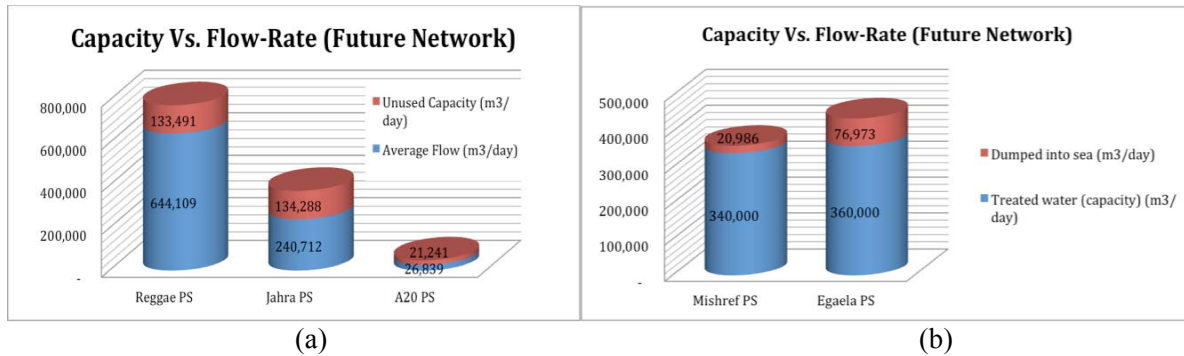 Capacity Vs. Flow-Rate (Future Network)
800,000
600,000
400,000
200,000
-
133,491
644,109
134,288
240,712
21,241
26,839
Reggae PS
Jahra PS
A20 PS
Unused Capacity (m3/
day)
Average Flow (m3/day)
(a)
Capacity Vs. Flow-Rate (Future Network)
500,000
400,000
300,000
200,000
100,000
-
20,986
340,000
76,973
360,000
Mishref PS
Egaela PS
Dumped into sea (m3/day)
Treated water (capacity) (m3/
day)
(b)